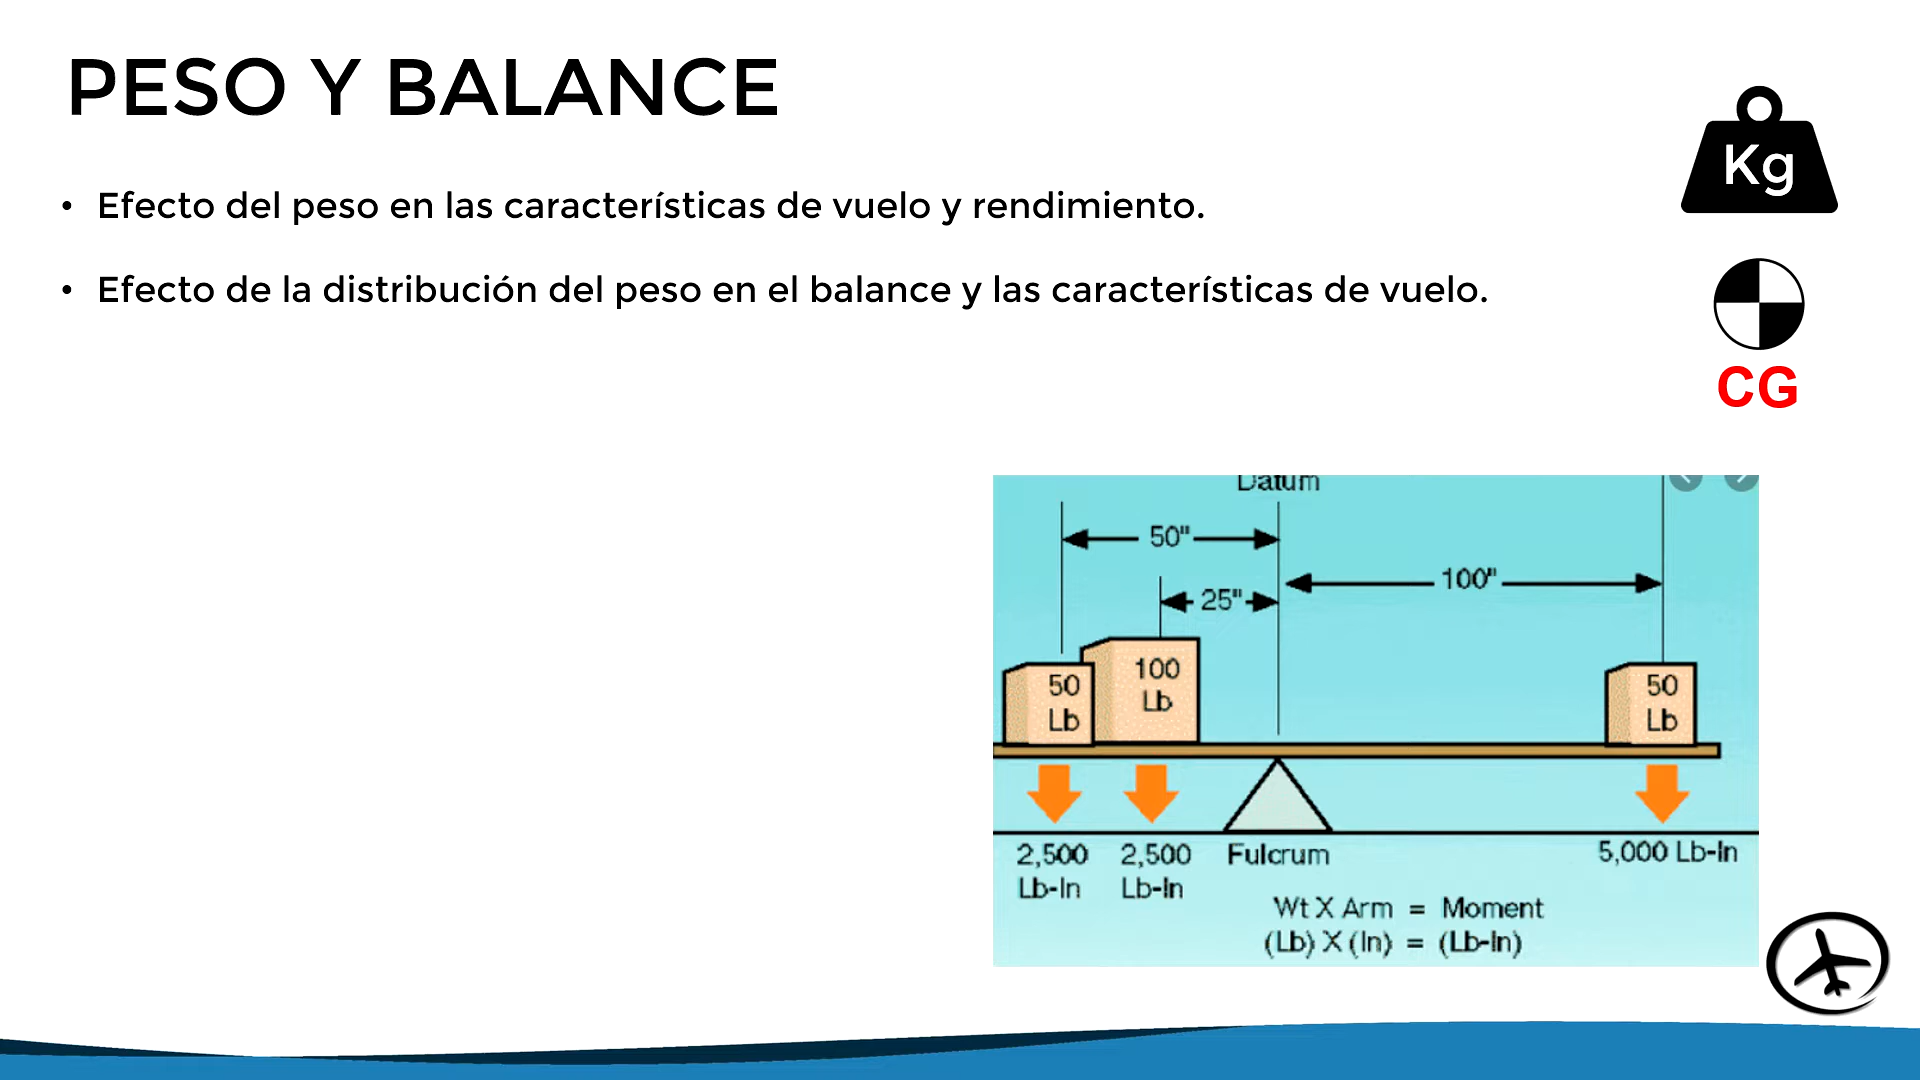 PESO Y BALANCE
• Efecto del peso en las características de vuelo y rendimiento.
• Efecto de la distribución del peso en el balance y las características de vuelo.
Kg
CG
Datum
50"
100"
25"
50
Lb
100
Lb
50
Lb
2,500
Lb-In
2,500
Lb-In
Fulcrum
5,000 Lb-In
Wt X Arm = Moment
(Lb) X (In) = (Lb-In)